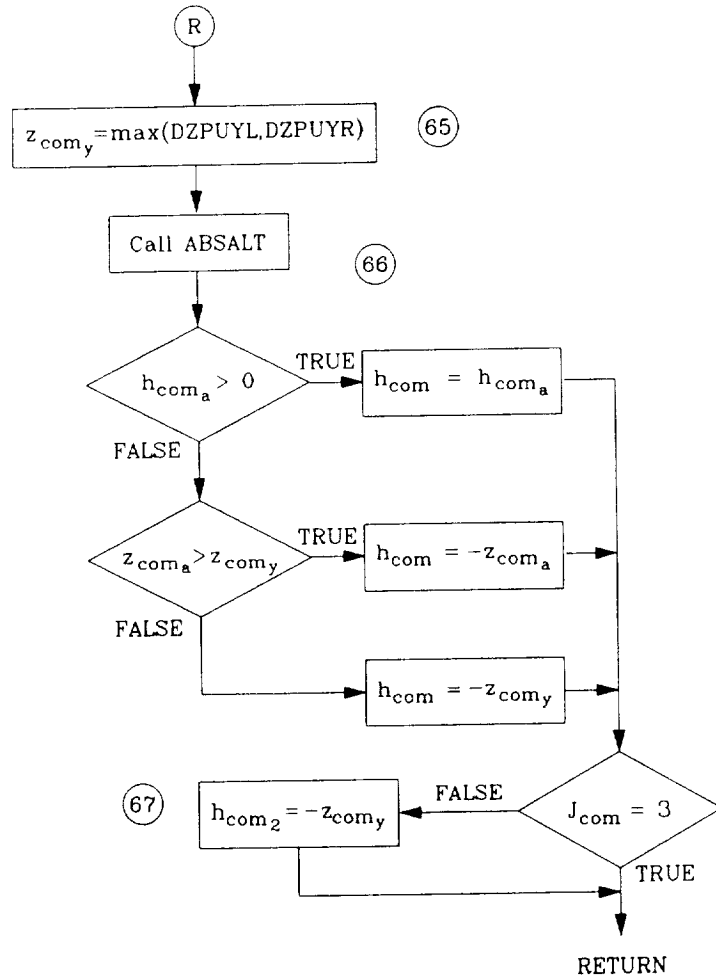 R
z_com_y = max(DZPUYL,DZPUYR)
65
Call ABSALT
66
h_com_a > 0
TRUE
h_com = h_com_a
FALSE
z_com_a > z_com_y
TRUE
h_com = -z_com_a
FALSE
h_com = -z_com_y
67
h_com_2 = -z_com_y
FALSE
J_com = 3
TRUE
RETURN